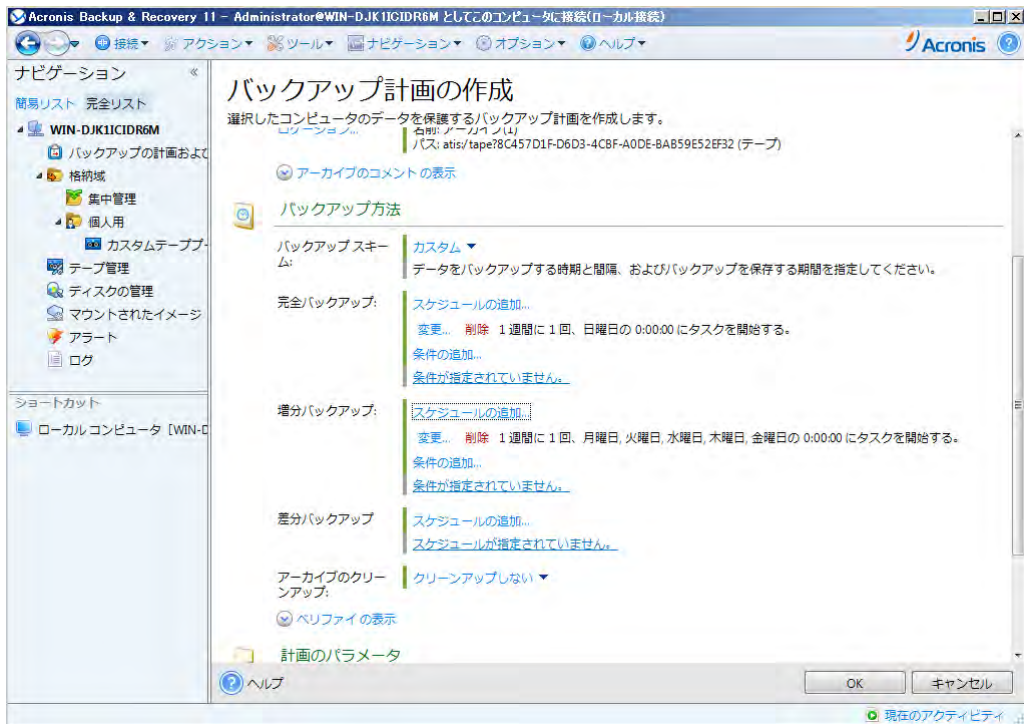 Acronis Backup & Recovery 11 - Administrator@WIN-DJK1ICIDR6M としてこのコンピュータに接続(ローカル接続)
接続 アクション ツール ナビゲーション オプション ヘルプ Acronis
ナビゲーション
簡易リスト 完全リスト
WIN-DJK1ICIDR6M
バックアップの計画およ
格納域
集中管理
個人用
カスタムテーププー
テープ管理
ディスクの管理
マウントされたイメージ
アラート
ログ
ショートカット
ローカル コンピュータ [WIN-D
バックアップ計画の作成
選択したコンピュータのデータを保護するバックアップ計画を作成します。
ロケーション... 名前: アーカイブ(1)
パス: atis/tape?8C457D1F-D6D3-4CBF-A0DE-BAB59E52EF32 (テープ)
アーカイブのコメントの表示
バックアップ方法
バックアップ スキーム:
カスタム
データをバックアップする時期と間隔、およびバックアップを保存する期間を指定してください。
完全バックアップ:
スケジュールの追加...
変更... 削除 1 週間に 1 回、日曜日の 0:00:00 にタスクを開始する。
条件の追加...
条件が指定されていません。
増分バックアップ:
スケジュールの追加...
変更... 削除 1 週間に 1 回、月曜日, 火曜日, 水曜日, 木曜日, 金曜日の 0:00:00 にタスクを開始する。
条件の追加...
条件が指定されていません。
差分バックアップ
スケジュールの追加...
スケジュールが指定されていません。
アーカイブのクリーンアップ:
クリーンアップしない
ベリファイの表示
計画のパラメータ
ヘルプ
OK キャンセル
現在のアクティビティ